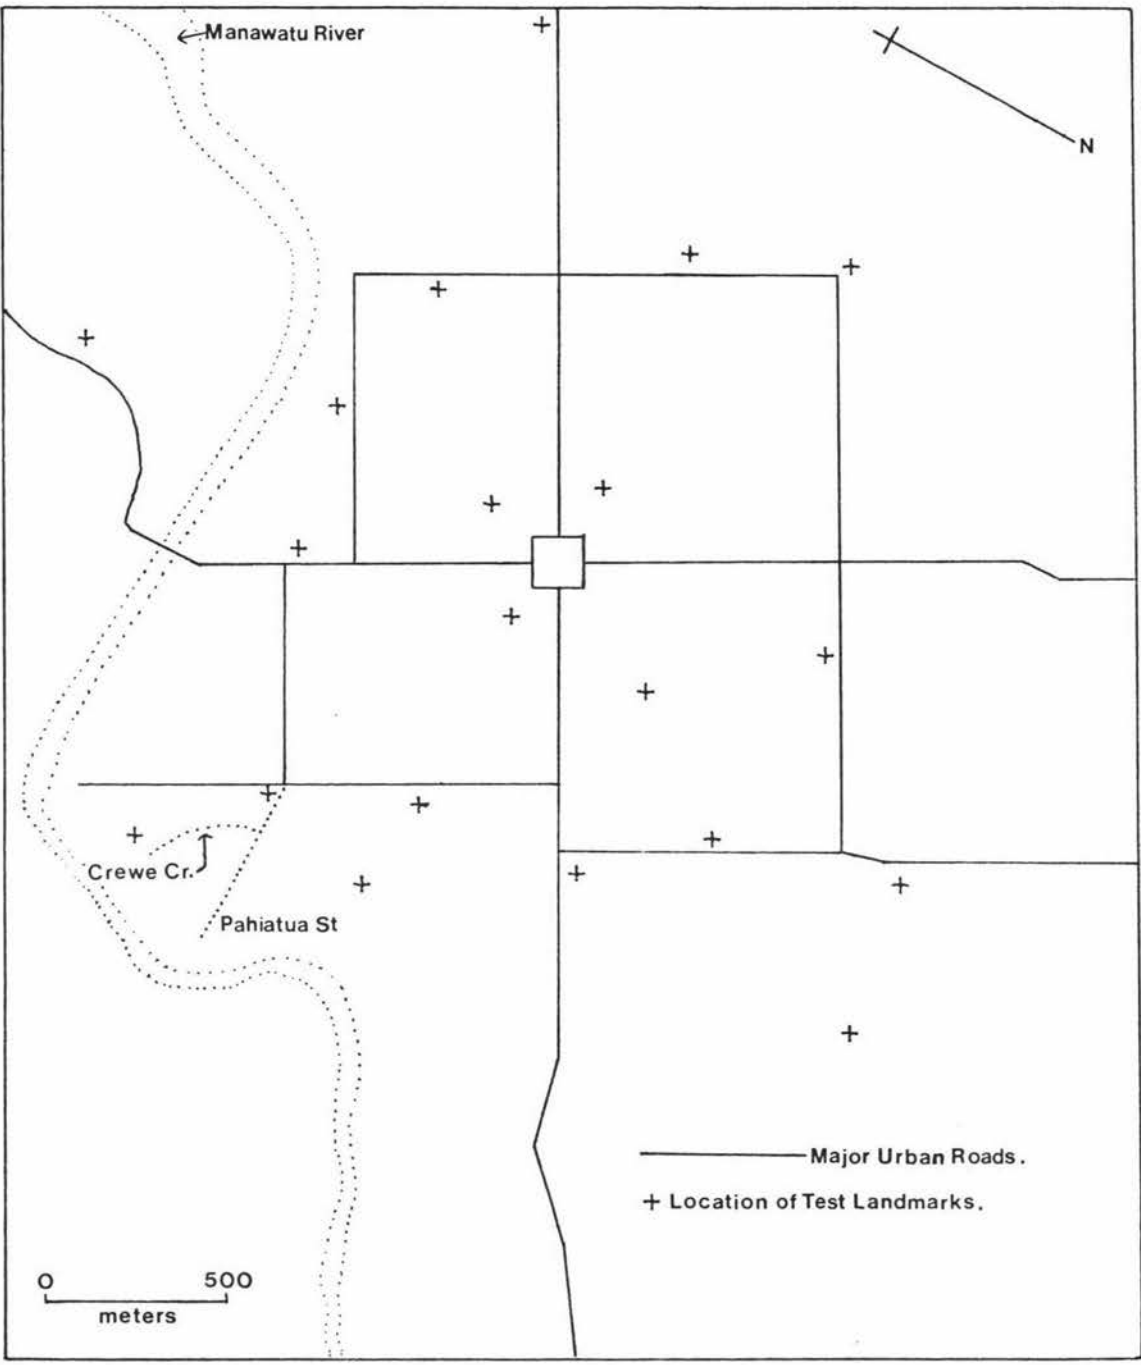 Manawatu River
N
Crewe Cr.
Pahiatua St
Major Urban Roads.
+ Location of Test Landmarks.
0 500
meters